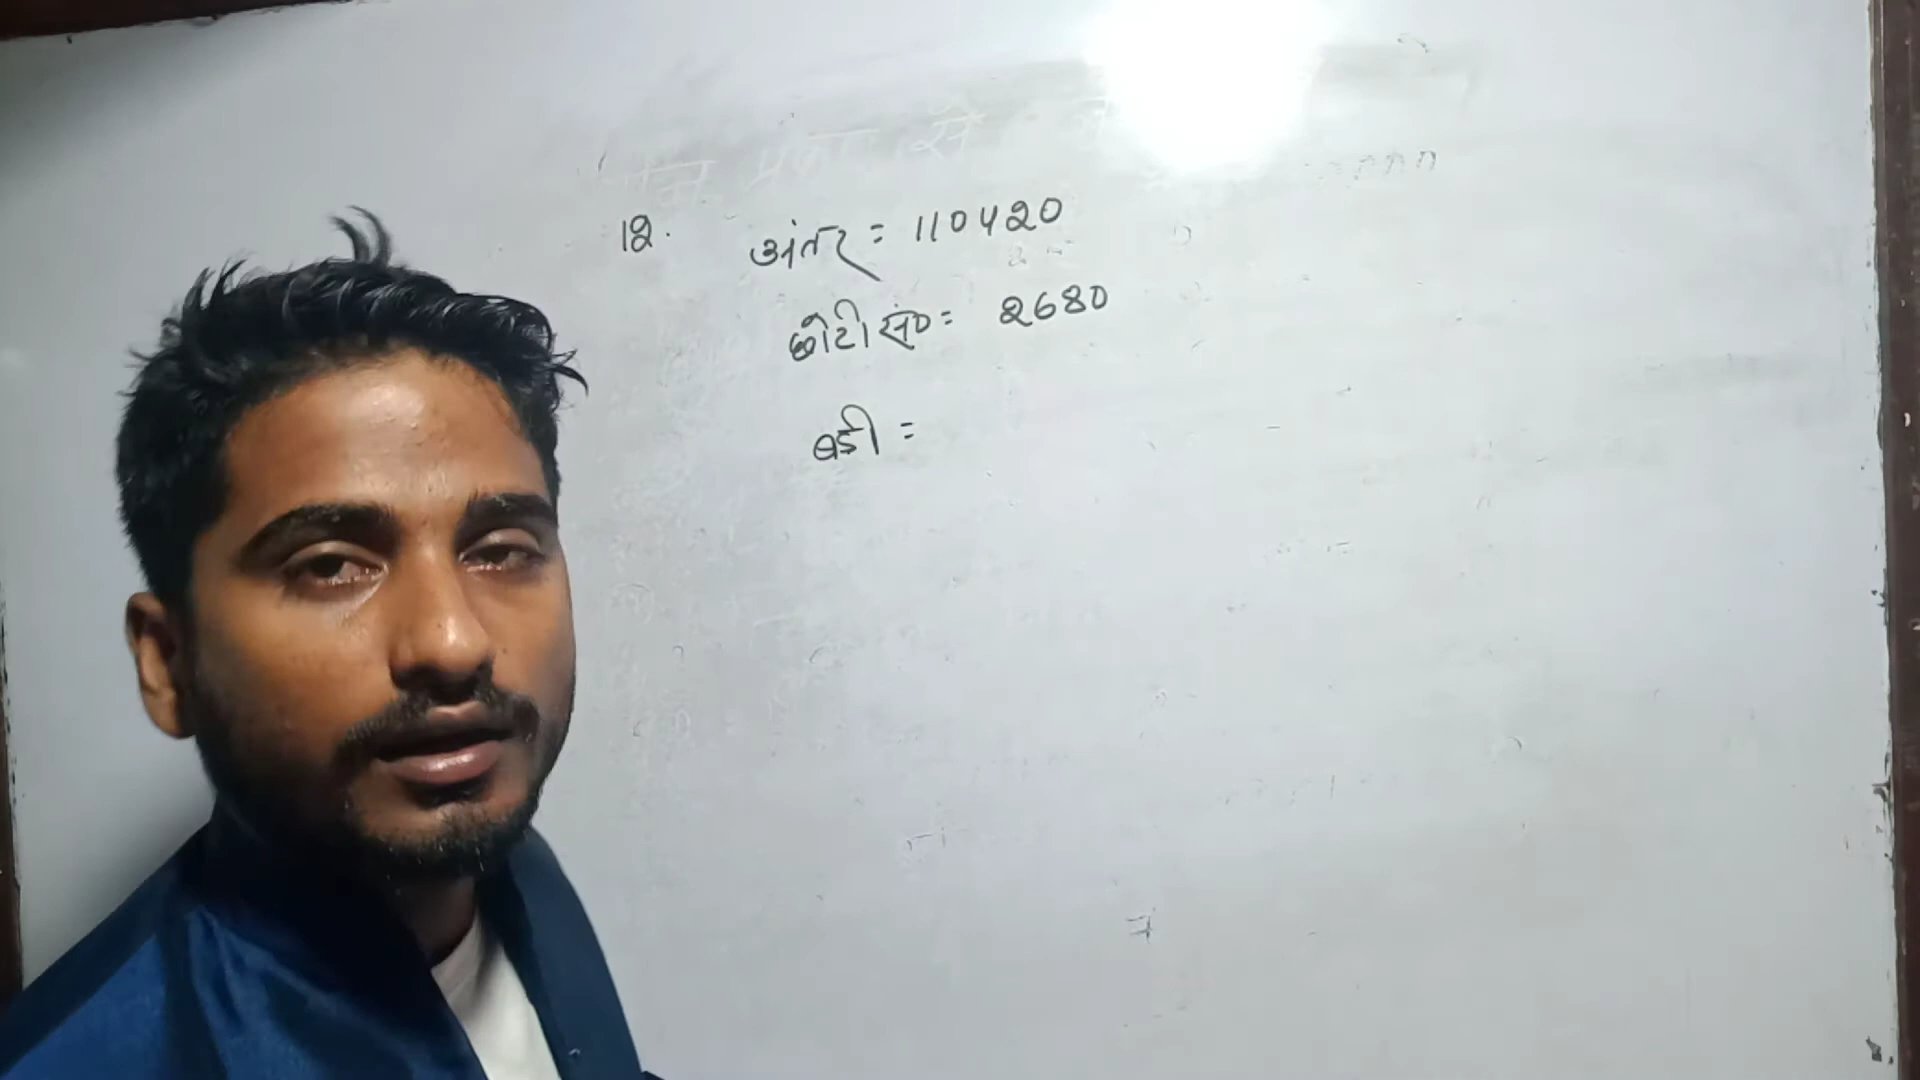 12. अंतर = 110420
छोटी सं० = 2680
बड़ी =